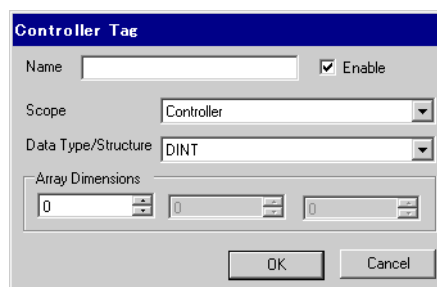 Controller Tag
Name Enable
Scope Controller
Data Type/Structure DINT
Array Dimensions
0 0 0
OK Cancel